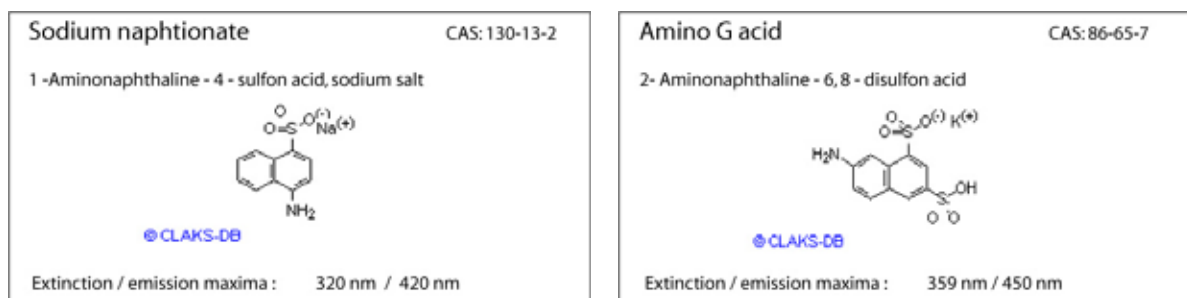 Sodium naphtionate CAS: 130-13-2
1 -Aminonaphthaline - 4 - sulfon acid, sodium salt
O
O=S-O(-)Na(+)
NH2
© CLAKS-DB
Extinction / emission maxima : 320 nm / 420 nm
Amino G acid CAS: 86-65-7
2- Aminonaphthaline - 6, 8 - disulfon acid
O O(-) K(+)
O=S
H2N
OH
S
O O
© CLAKS-DB
Extinction / emission maxima : 359 nm / 450 nm